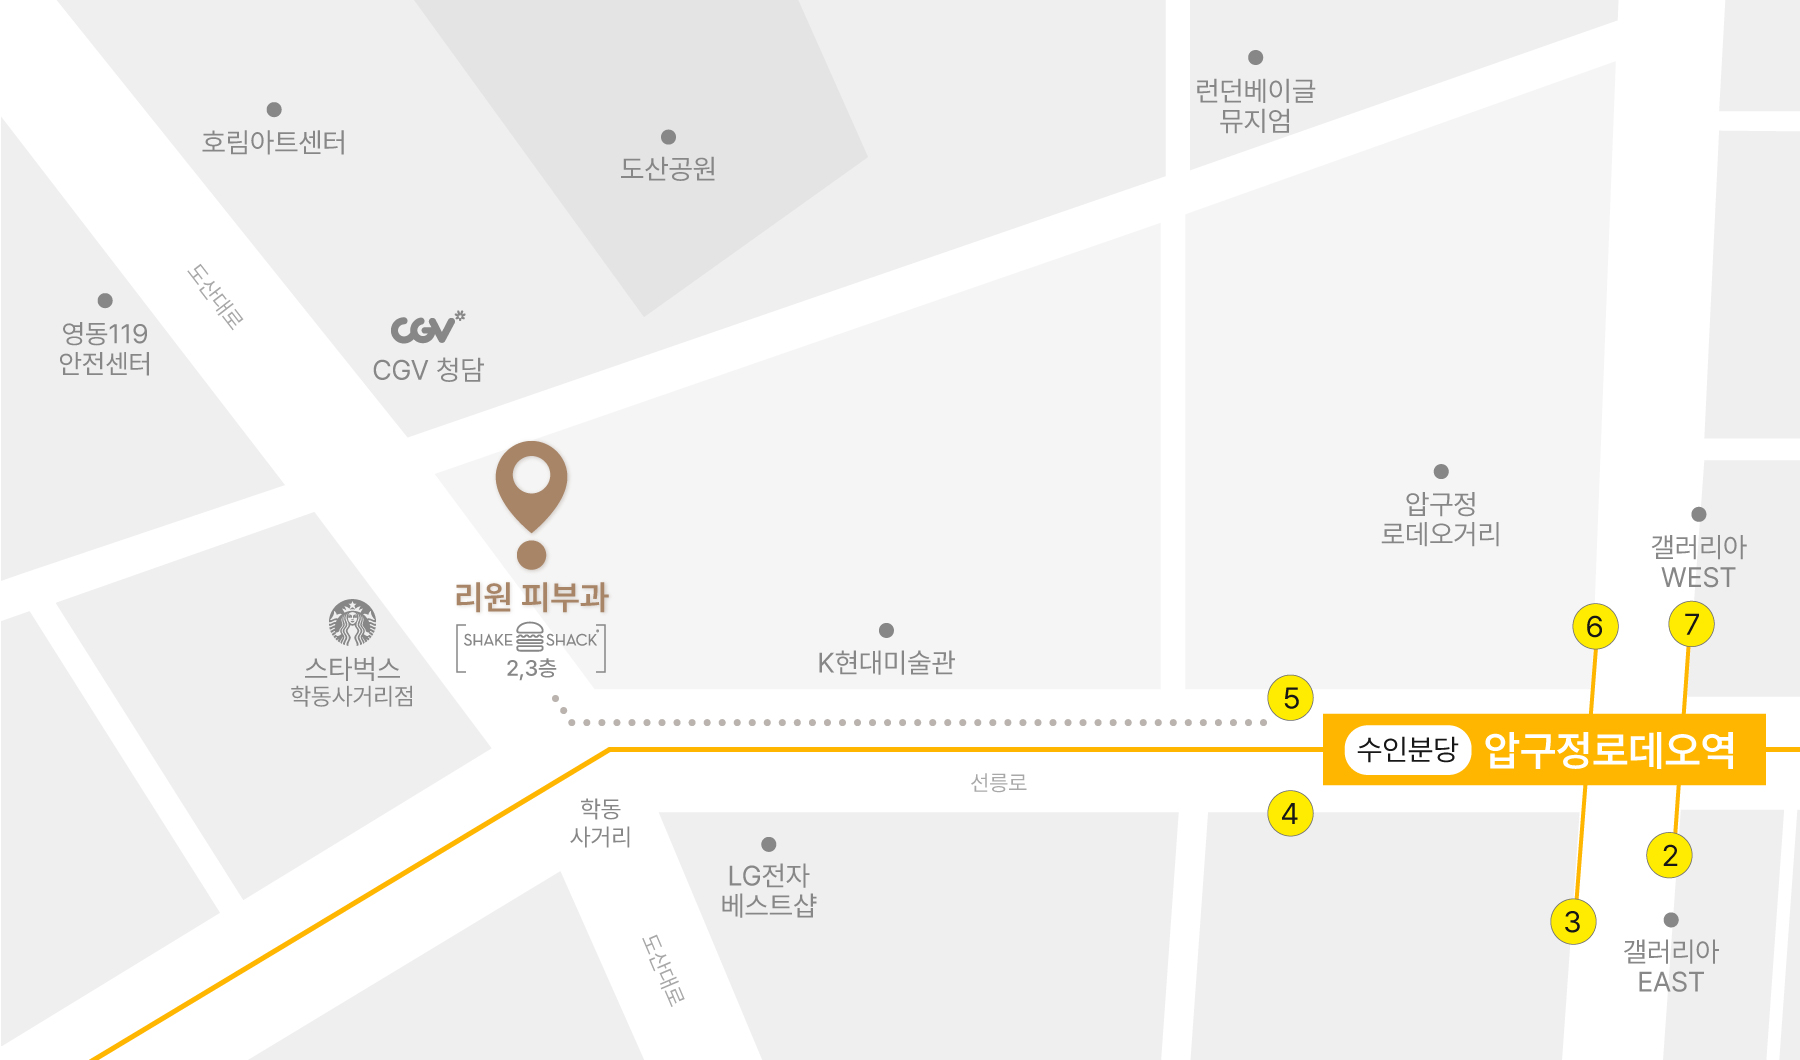 런던베이글
뮤지엄
호림아트센터
도산공원
도산대로
영동119
안전센터
CGV
CGV 청담
압구정
로데오거리
갤러리아
WEST
리원 피부과
SHAKE SHACK
2,3층
스타벅스
학동사거리점
K현대미술관
6
7
5
수인분당 압구정로데오역
선릉로
4
학동
사거리
LG전자
베스트샵
2
3
도산대로
갤러리아
EAST